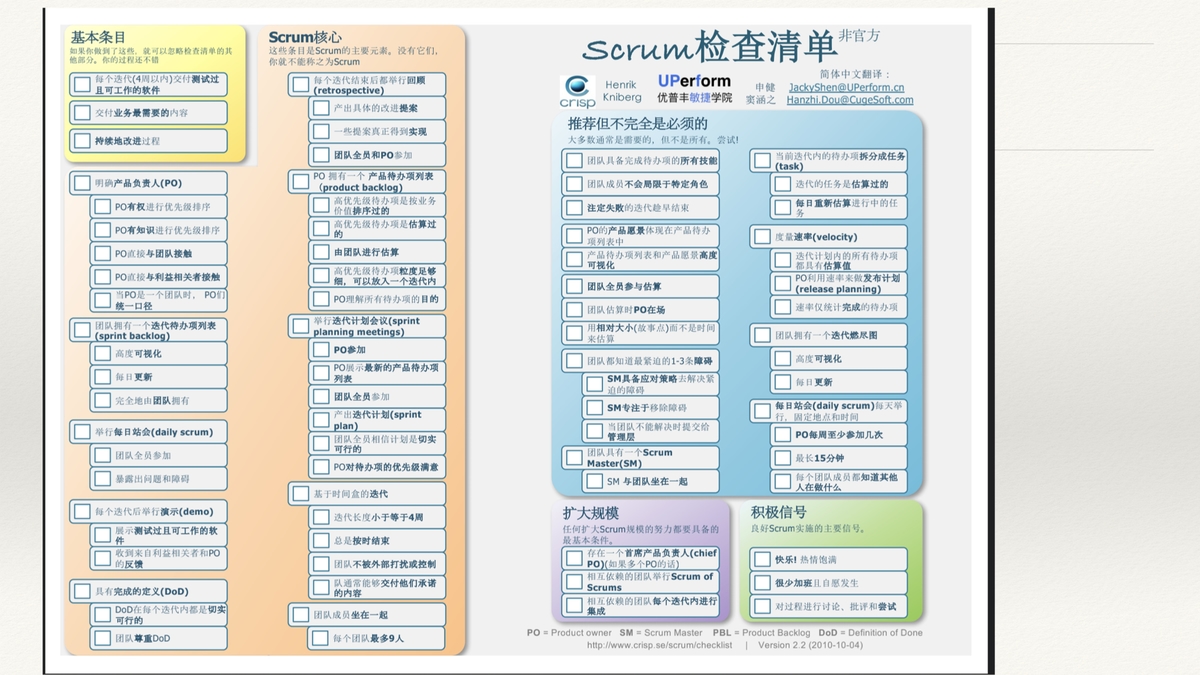 Scrum检查清单
非官方
crisp
Henrik
Kniberg
UPerform
优普丰敏捷学院
简体中文翻译：
申健 JackyShen@UPerform.cn
窦涵之 Hanzhi.Dou@CugeSoft.com
基本条目
如果你做到了这些，就可以忽略检查清单的其
他部分。你的过程还不错
每个迭代(4周以内)交付测试过
且可工作的软件
交付业务最需要的内容
持续地改进过程
明确产品负责人(PO)
PO有权进行优先级排序
PO有知识进行优先级排序
PO直接与团队接触
PO直接与利益相关者接触
当PO是一个团队时， PO们
统一口径
团队拥有一个迭代待办项列表
(sprint backlog)
高度可视化
每日更新
完全地由团队拥有
举行每日站会(daily scrum)
团队全员参加
暴露出问题和障碍
每个迭代后举行演示(demo)
展示测试过且可工作的软
件
收到来自利益相关者和PO
的反馈
具有完成的定义(DoD)
DoD在每个迭代内都是切实
可行的
团队尊重DoD
Scrum核心
这些条目是Scrum的主要元素。没有它们，
你就不能称之为Scrum
每个迭代结束后都举行回顾
(retrospective)
产出具体的改进提案
一些提案真正得到实现
团队全员和PO参加
PO 拥有一个 产品待办项列表
（product backlog)
高优先级待办项是按业务
价值排序过的
高优先级待办项是估算过
的
由团队进行估算
高优先级待办项粒度足够
细，可以放入一个迭代内
PO理解所有待办项的目的
举行迭代计划会议(sprint
planning meetings)
PO参加
PO展示最新的产品待办项
列表
团队全员参加
产出迭代计划(sprint
plan)
团队全员相信计划是切实
可行的
PO对待办项的优先级满意
基于时间盒的迭代
迭代长度小于等于4周
总是按时结束
团队不被外部打扰或控制
队通常能够交付他们承诺
的内容
团队成员坐在一起
每个团队最多9人
推荐但不完全是必须的
大多数通常是需要的，但不是所有。尝试!
团队具备完成待办项的所有技能
团队成员不会局限于特定角色
注定失败的迭代趁早结束
PO的产品愿景体现在产品待办
项列表中
产品待办项列表和产品愿景高度
可视化
团队全员参与估算
团队估算时PO在场
用相对大小(故事点)而不是时间
来估算
团队都知道最紧迫的1-3条障碍
SM具备应对策略去解决紧
迫的障碍
SM专注于移除障碍
当团队不能解决时提交给
管理层
团队具有一个Scrum
Master(SM)
SM 与团队坐在一起
当前迭代内的待办项拆分成任务
(task)
迭代的任务是估算过的
每日重新估算进行中的任
务
度量速率(velocity)
迭代计划内的所有待办项
都具有估算值
PO利用速率来做发布计划
(release planning)
速率仅统计完成的待办项
团队拥有一个迭代燃尽图
高度可视化
每日更新
每日站会(daily scrum)每天举
行，固定地点和时间
PO每周至少参加几次
最长15分钟
每个团队成员都知道其他
人在做什么
扩大规模
任何扩大Scrum规模的努力都要具备的
最基本条件。
存在一个首席产品负责人(chief
PO)(如果多个PO的话)
相互依赖的团队举行Scrum of
Scrums
相互依赖的团队每个迭代内进行
集成
积极信号
良好Scrum实施的主要信号。
快乐! 热情饱满
很少加班且自愿发生
对过程进行讨论、批评和尝试
PO = Product owner SM = Scrum Master PBL = Product Backlog DoD = Definition of Done
http://www.crisp.se/scrum/checklist | Version 2.2 (2010-10-04)